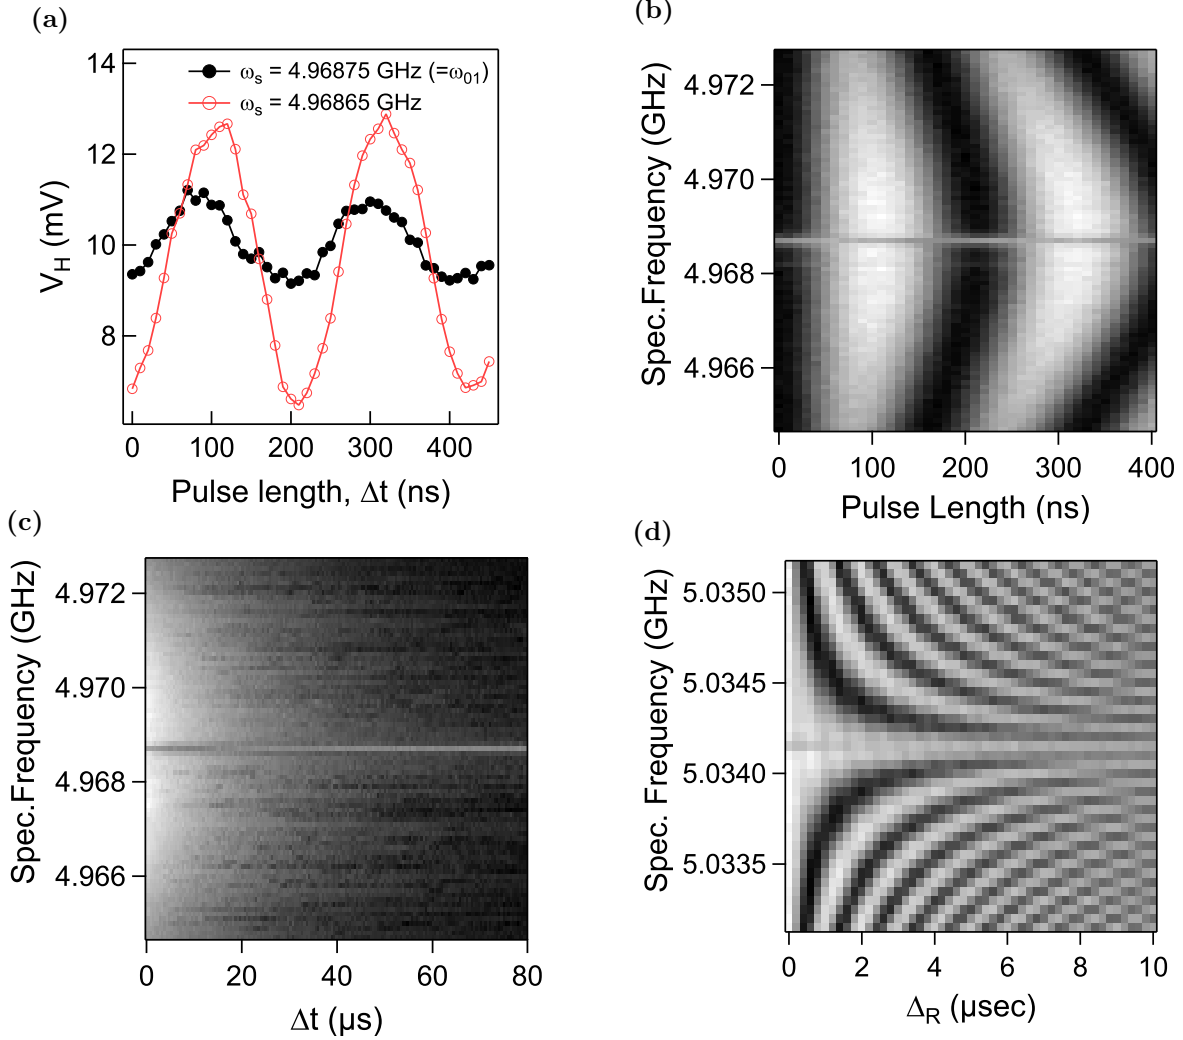 (a)
14
12
10
8
V_H (mV)
ω_s = 4.96875 GHz (=ω_01)
ω_s = 4.96865 GHz
0 100 200 300 400
Pulse length, Δt (ns)
(b)
4.972
4.970
4.968
4.966
Spec.Frequency (GHz)
0 100 200 300 400
Pulse Length (ns)
(c)
4.972
4.970
4.968
4.966
Spec.Frequency (GHz)
0 20 40 60 80
Δt (μs)
(d)
5.0350
5.0345
5.0340
5.0335
Spec. Frequency (GHz)
0 2 4 6 8 10
Δ_R (μsec)